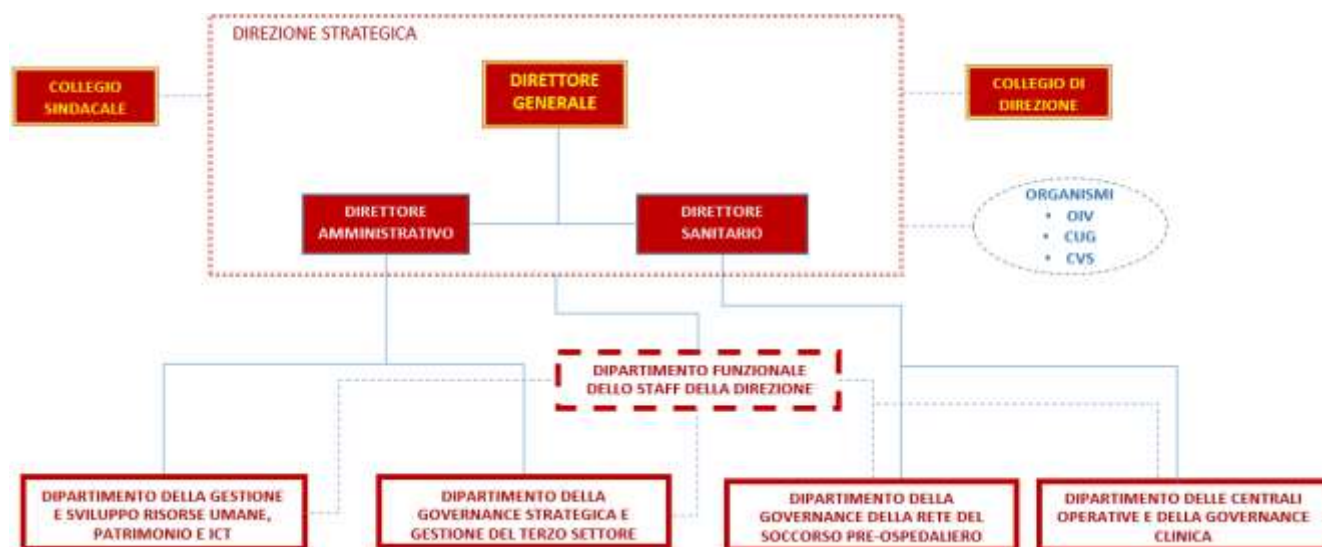 DIREZIONE STRATEGICA
COLLEGIO
SINDACALE
DIRETTORE
GENERALE
COLLEGIO DI
DIREZIONE
DIRETTORE
AMMINISTRATIVO
DIRETTORE
SANITARIO
ORGANISMI
• OIV
• CUG
• CVS
DIPARTIMENTO FUNZIONALE
DELLO STAFF DELLA DIREZIONE
DIPARTIMENTO DELLA GESTIONE
E SVILUPPO RISORSE UMANE,
PATRIMONIO E ICT
DIPARTIMENTO DELLA
GOVERNANCE STRATEGICA E
GESTIONE DEL TERZO SETTORE
DIPARTIMENTO DELLA
GOVERNANCE DELLA RETE DEL
SOCCORSO PRE-OSPEDALIERO
DIPARTIMENTO DELLE CENTRALI
OPERATIVE E DELLA GOVERNANCE
CLINICA